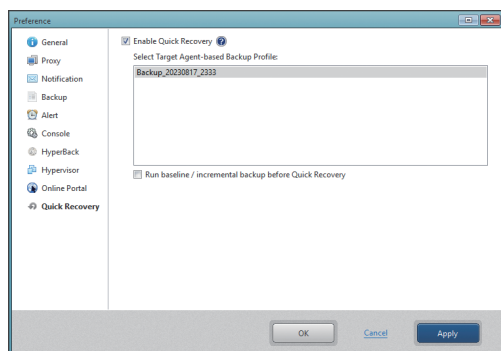 Preference
General
Proxy
Notification
Backup
Alert
Console
HyperBack
Hypervisor
Online Portal
Quick Recovery
Enable Quick Recovery
Select Target Agent-based Backup Profile:
Backup_20230817_2333
Run baseline / incremental backup before Quick Recovery
OK
Cancel
Apply